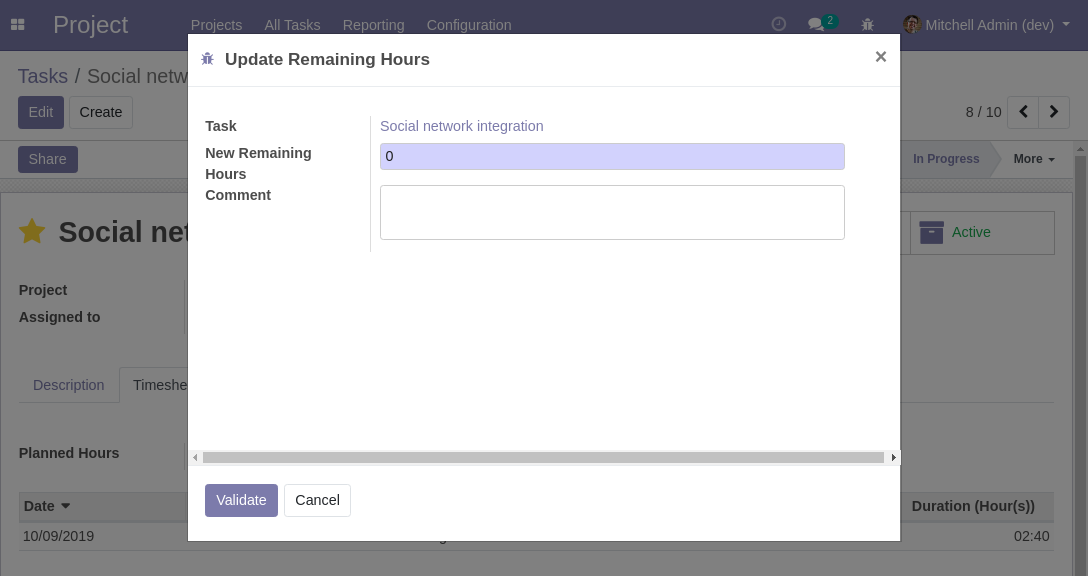 Project Projects All Tasks Reporting Configuration 2 Mitchell Admin (dev)
Update Remaining Hours ×
Tasks / Social netw
Edit Create 8 / 10
Share In Progress More
Task Social network integration
New Remaining Hours 0
Comment
Social net Active
Project
Assigned to
Description Timeshe
Planned Hours
Validate Cancel
Date Duration (Hour(s))
10/09/2019 02:40